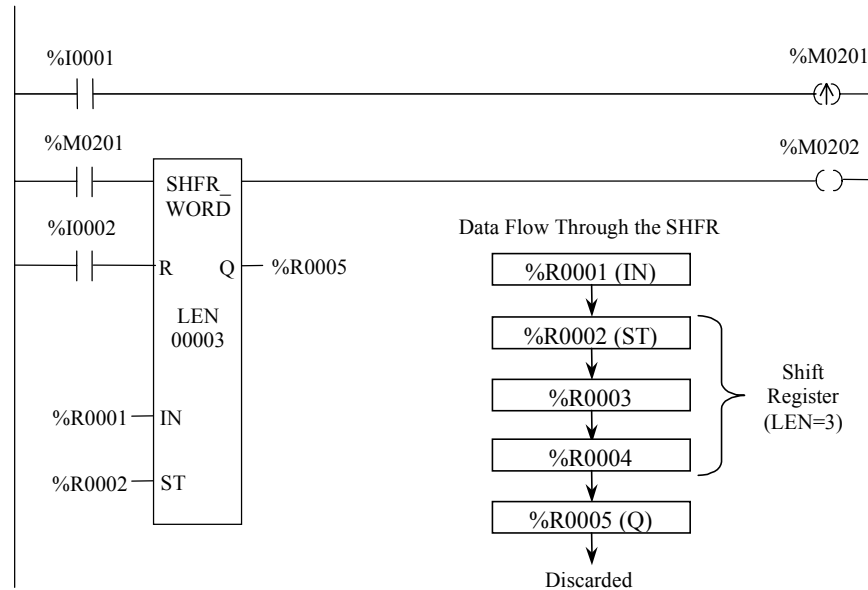 %I0001
%M0201
%M0201
%M0202
SHFR_
WORD
%I0002
R
Q
%R0005
LEN
00003
%R0001
IN
%R0002
ST
Data Flow Through the SHFR
%R0001 (IN)
%R0002 (ST)
%R0003
%R0004
%R0005 (Q)
Discarded
Shift
Register
(LEN=3)